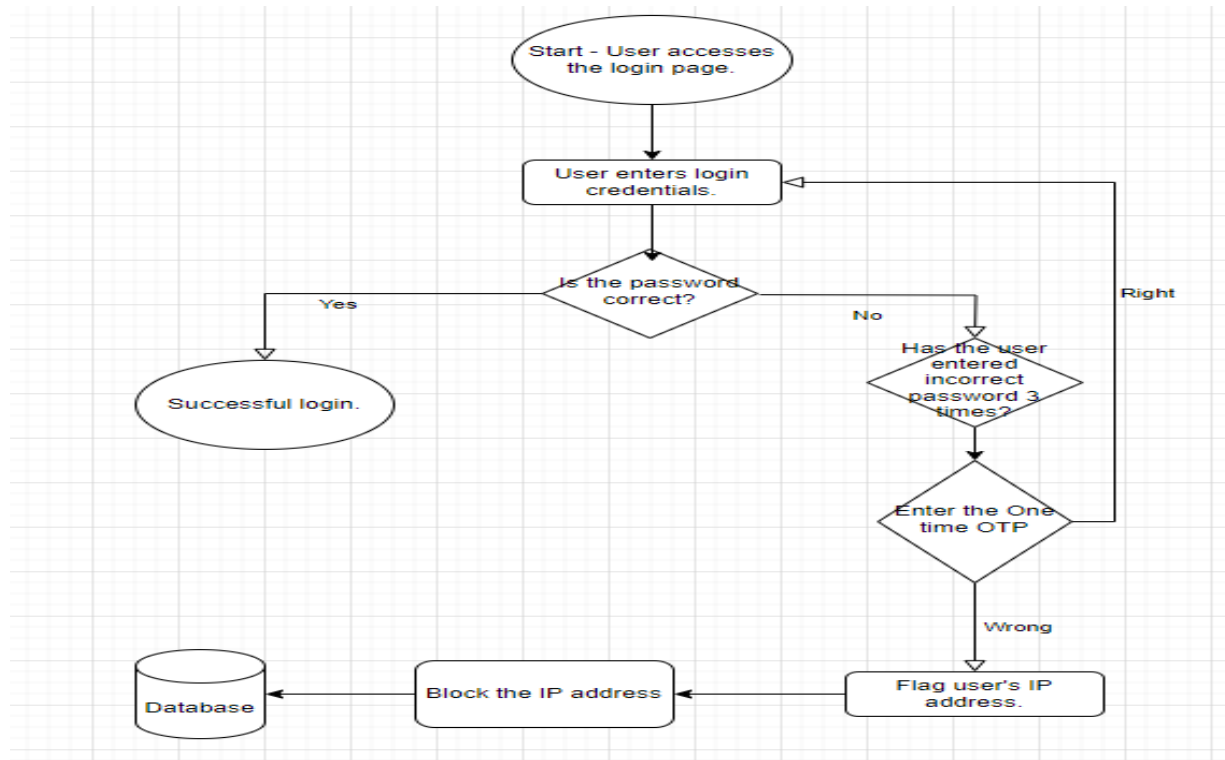 Start - User accesses
the login page.
User enters login
credentials.
Is the password
correct?
Yes
No
Right
Has the user
entered
incorrect
password 3
times?
Successful login.
Enter the One
time OTP
Wrong
Flag user's IP
address.
Block the IP address
Database